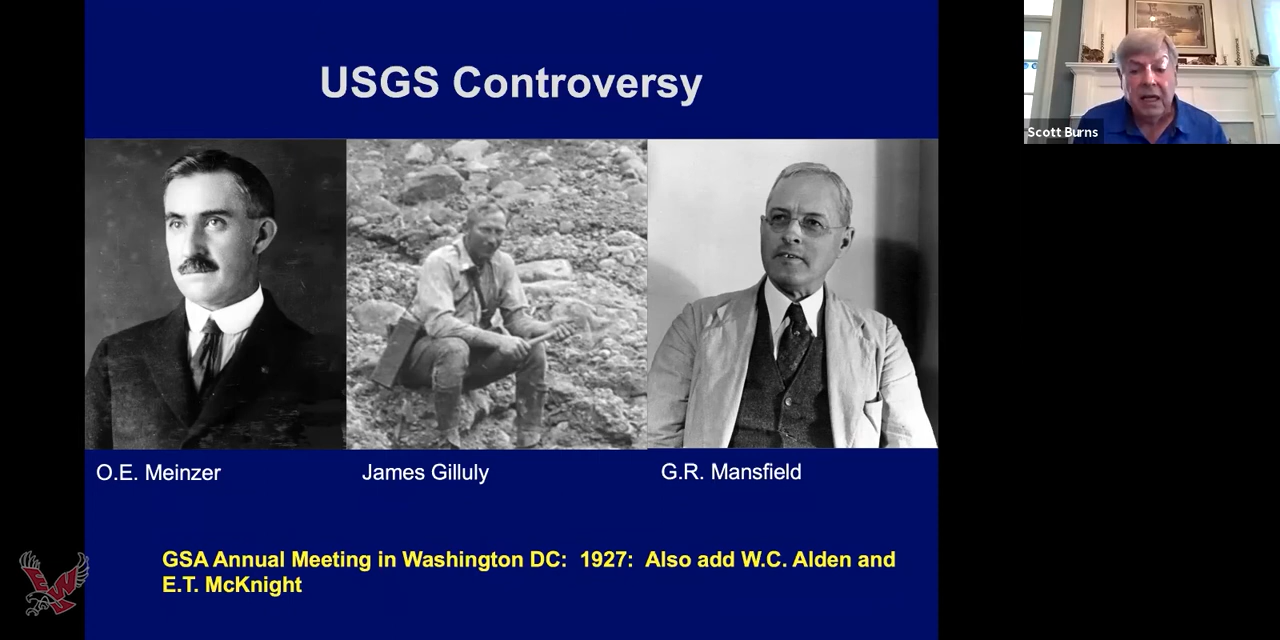 USGS Controversy
Scott Burns
O.E. Meinzer
James Gilluly
G.R. Mansfield
GSA Annual Meeting in Washington DC: 1927: Also add W.C. Alden and
E.T. McKnight